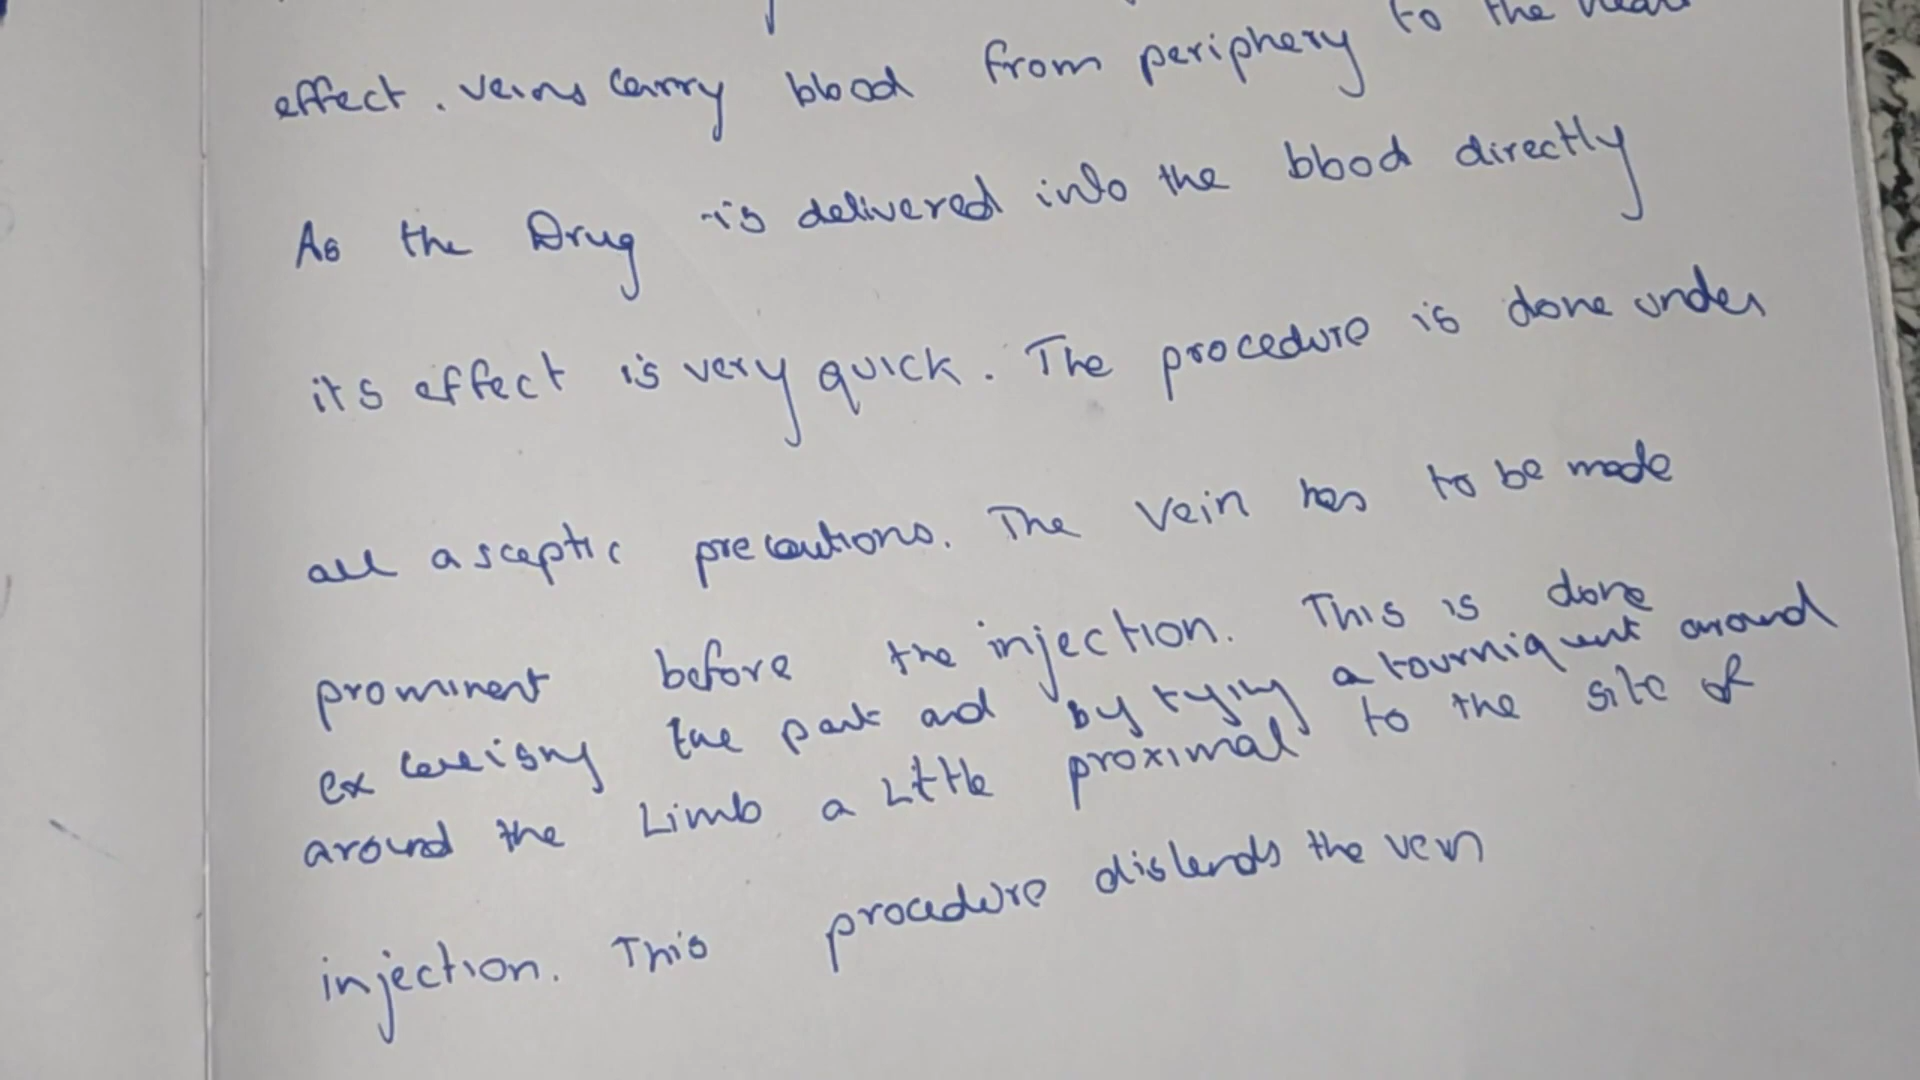 effect. veins carry blood from periphery to the
As the Drug is delivered into the blood directly
its effect is very quick. The procedure is done under
all asceptic precautions. The vein has to be made
prominent before the injection. This is done
excercising the part and by tying a tourniquent around
around the Limb a Little proximal to the site of
injection. This procedure distends the vein